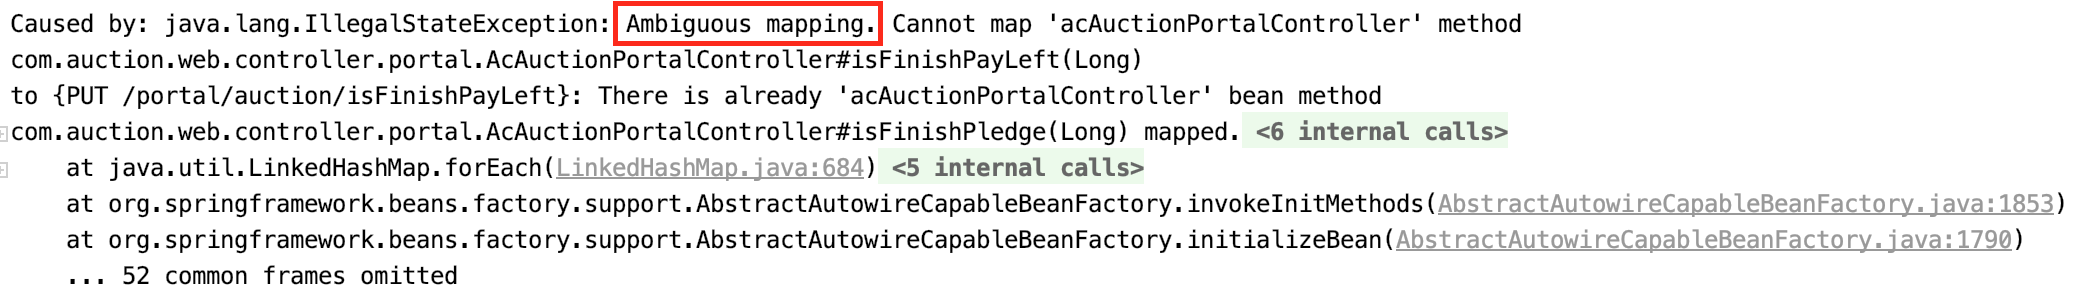 Caused by: java.lang.IllegalStateException: Ambiguous mapping. Cannot map 'acAuctionPortalController' method
com.auction.web.controller.portal.AcAuctionPortalController#isFinishPayLeft(Long)
to {PUT /portal/auction/isFinishPayLeft}: There is already 'acAuctionPortalController' bean method
com.auction.web.controller.portal.AcAuctionPortalController#isFinishPledge(Long) mapped. <6 internal calls>
at java.util.LinkedHashMap.forEach(LinkedHashMap.java:684) <5 internal calls>
at org.springframework.beans.factory.support.AbstractAutowireCapableBeanFactory.invokeInitMethods(AbstractAutowireCapableBeanFactory.java:1853)
at org.springframework.beans.factory.support.AbstractAutowireCapableBeanFactory.initializeBean(AbstractAutowireCapableBeanFactory.java:1790)
... 52 common frames omitted